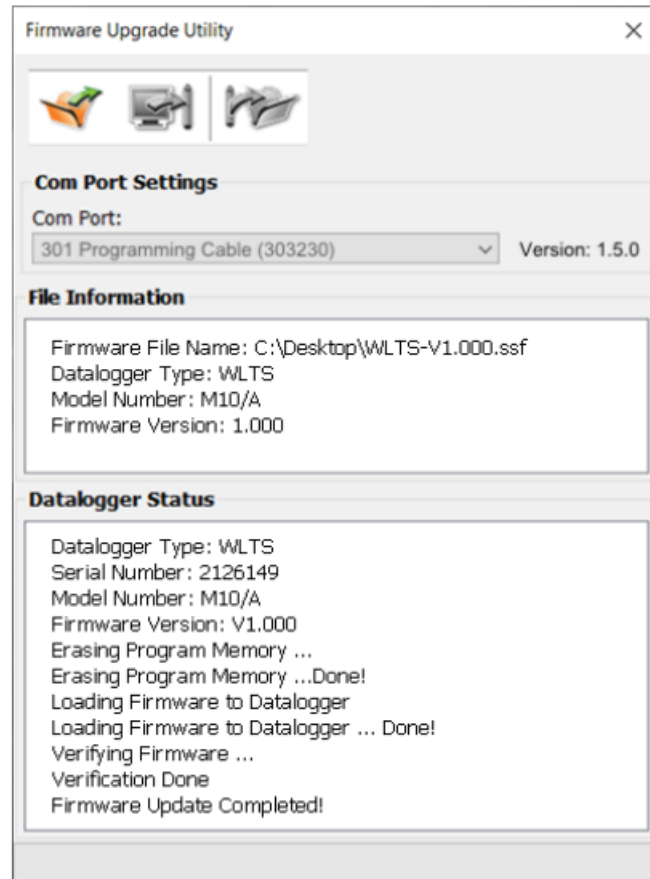 Firmware Upgrade Utility
Com Port Settings
Com Port:
301 Programming Cable (303230)
Version: 1.5.0
File Information
Firmware File Name: C:\Desktop\WLTS-V1.000.ssf
Datalogger Type: WLTS
Model Number: M10/A
Firmware Version: 1.000
Datalogger Status
Datalogger Type: WLTS
Serial Number: 2126149
Model Number: M10/A
Firmware Version: V1.000
Erasing Program Memory ...
Erasing Program Memory ...Done!
Loading Firmware to Datalogger
Loading Firmware to Datalogger ... Done!
Verifying Firmware ...
Verification Done
Firmware Update Completed!